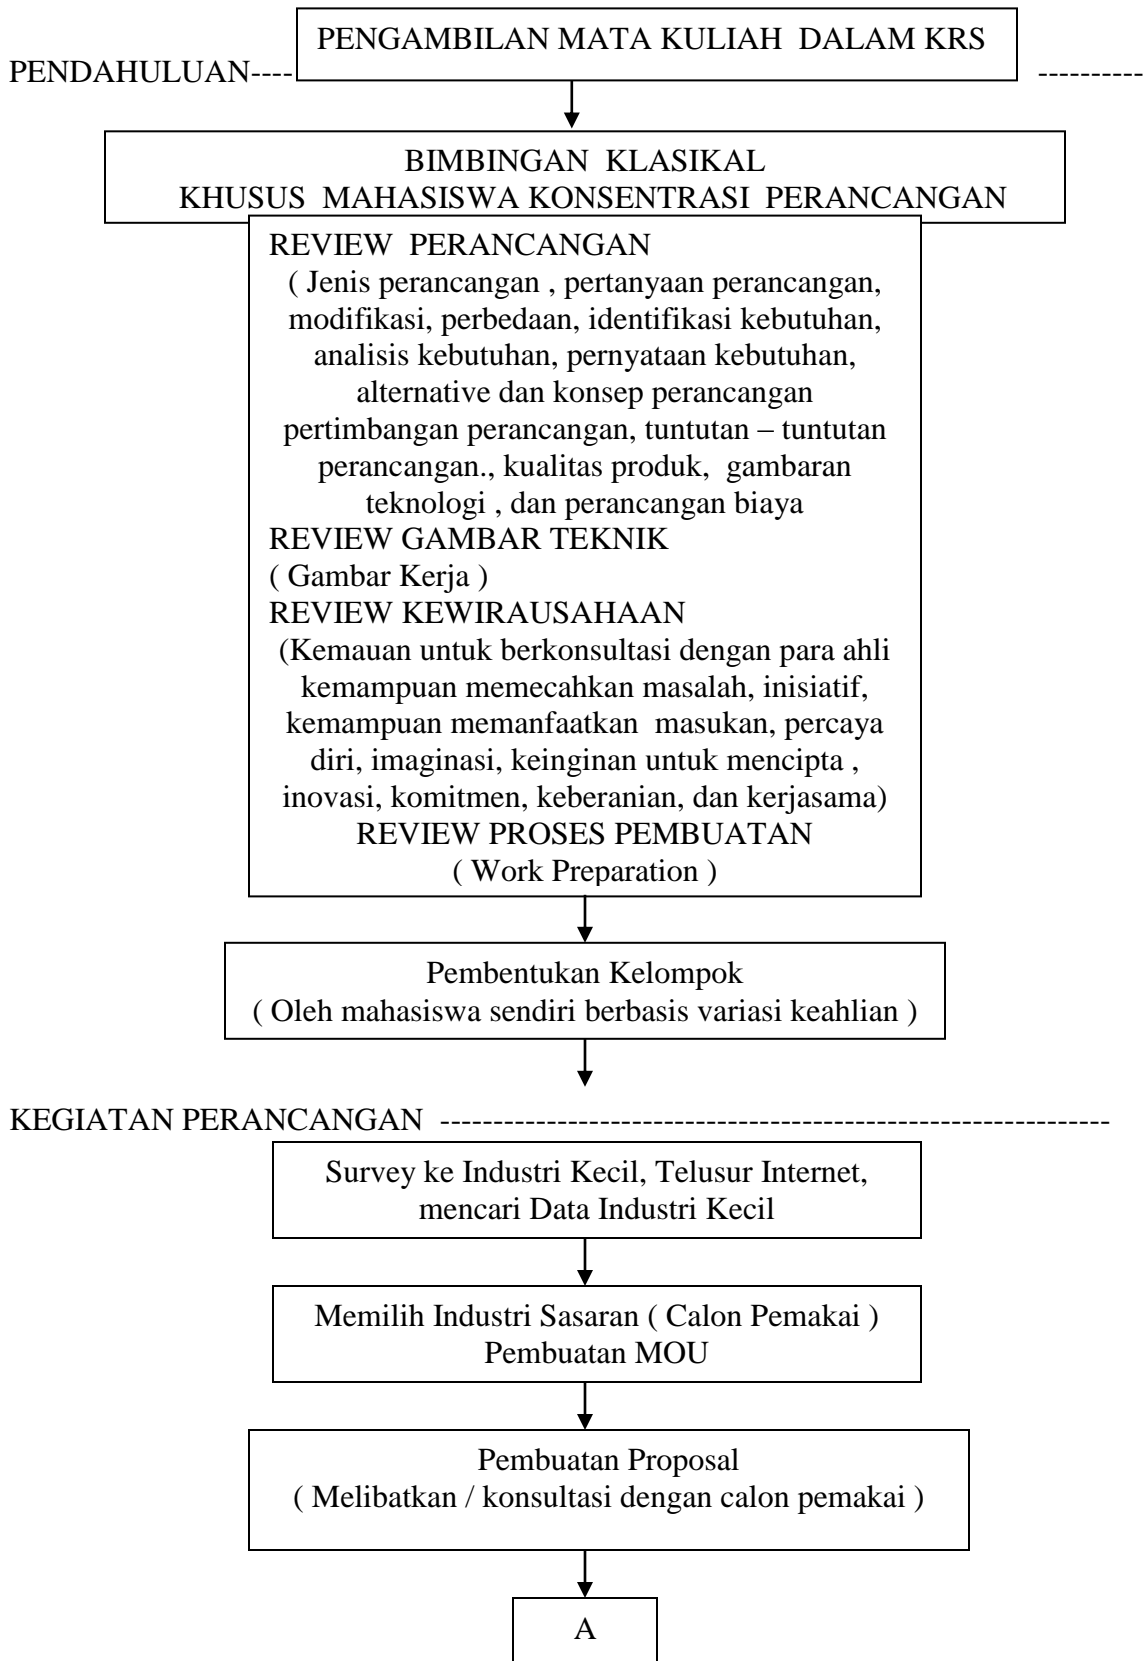 PENGAMBILAN MATA KULIAH DALAM KRS
PENDAHULUAN---- ----------
BIMBINGAN KLASIKAL
KHUSUS MAHASISWA KONSENTRASI PERANCANGAN
REVIEW PERANCANGAN
( Jenis perancangan , pertanyaan perancangan,
modifikasi, perbedaan, identifikasi kebutuhan,
analisis kebutuhan, pernyataan kebutuhan,
alternative dan konsep perancangan
pertimbangan perancangan, tuntutan – tuntutan
perancangan., kualitas produk, gambaran
teknologi , dan perancangan biaya
REVIEW GAMBAR TEKNIK
( Gambar Kerja )
REVIEW KEWIRAUSAHAAN
(Kemauan untuk berkonsultasi dengan para ahli
kemampuan memecahkan masalah, inisiatif,
kemampuan memanfaatkan masukan, percaya
diri, imaginasi, keinginan untuk mencipta ,
inovasi, komitmen, keberanian, dan kerjasama)
REVIEW PROSES PEMBUATAN
( Work Preparation )
Pembentukan Kelompok
( Oleh mahasiswa sendiri berbasis variasi keahlian )
KEGIATAN PERANCANGAN ---------------------------------------------------------------
Survey ke Industri Kecil, Telusur Internet,
mencari Data Industri Kecil
Memilih Industri Sasaran ( Calon Pemakai )
Pembuatan MOU
Pembuatan Proposal
( Melibatkan / konsultasi dengan calon pemakai )
A